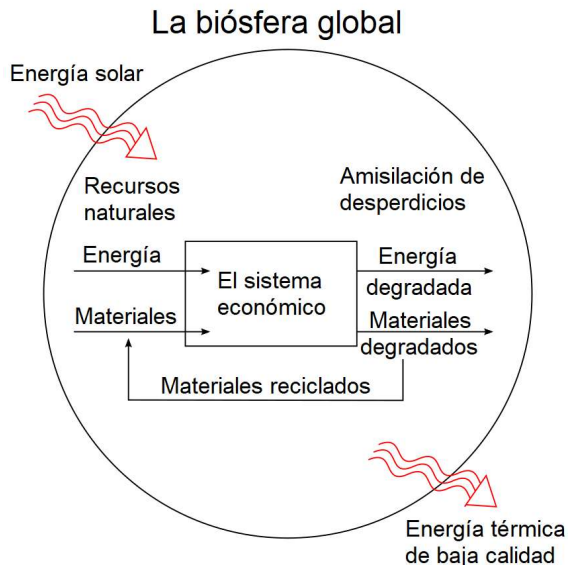 La biósfera global
Energía solar
Recursos
naturales
Amisilación de
desperdicios
Energía
El sistema
económico
Energía
degradada
Materiales
Materiales
degradados
Materiales reciclados
Energía térmica
de baja calidad